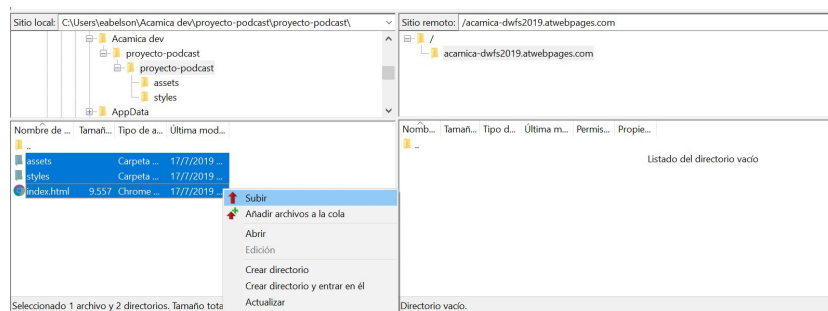 Sitio local: C:\Users\eabelson\Acamica dev\proyecto-podcast\proyecto-podcast\
Acamica dev
proyecto-podcast
proyecto-podcast
assets
styles
AppData
Nombre de ... Tamañ... Tipo de a... Última mod...
..
assets Carpeta ... 17/7/2019 ...
styles Carpeta ... 17/7/2019 ...
index.html 9.557 Chrome ... 17/7/2019 ...
Seleccionado 1 archivo y 2 directorios. Tamaño tota
Subir
Añadir archivos a la cola
Abrir
Edición
Crear directorio
Crear directorio y entrar en él
Actualizar
Sitio remoto: /acamica-dwfs2019.atwebpages.com
/
acamica-dwfs2019.atwebpages.com
Nomb... Tamañ... Tipo d... Última m... Permis... Propie...
..
Listado del directorio vacío
Directorio vacío.